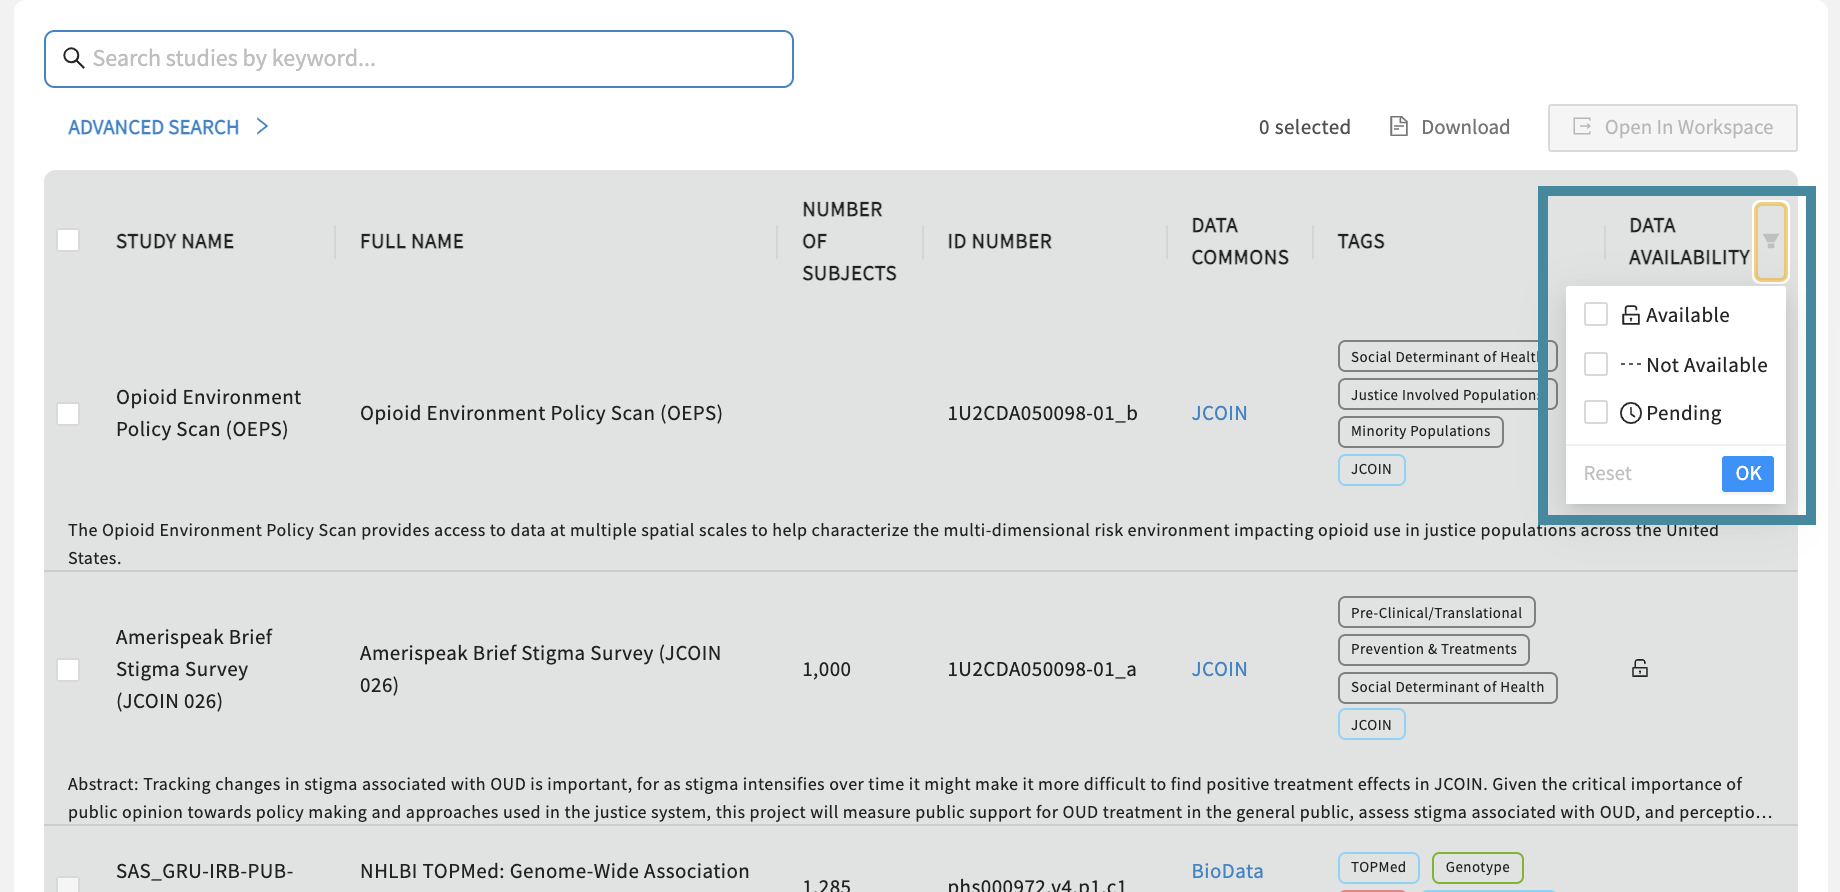 Search studies by keyword...
ADVANCED SEARCH
0 selected
Download
Open In Workspace
STUDY NAME
FULL NAME
NUMBER
OF
SUBJECTS
ID NUMBER
DATA
COMMONS
TAGS
DATA
AVAILABILITY
Available
--- Not Available
Pending
Reset
OK
Opioid Environment
Policy Scan (OEPS)
Opioid Environment Policy Scan (OEPS)
1U2CDA050098-01_b
JCOIN
Social Determinant of Health
Justice Involved Populations
Minority Populations
JCOIN
The Opioid Environment Policy Scan provides access to data at multiple spatial scales to help characterize the multi-dimensional risk environment impacting opioid use in justice populations across the United
States.
Amerispeak Brief
Stigma Survey
(JCOIN 026)
Amerispeak Brief Stigma Survey (JCOIN
026)
1,000
1U2CDA050098-01_a
JCOIN
Pre-Clinical/Translational
Prevention & Treatments
Social Determinant of Health
JCOIN
Abstract: Tracking changes in stigma associated with OUD is important, for as stigma intensifies over time it might make it more difficult to find positive treatment effects in JCOIN. Given the critical importance of
public opinion towards policy making and approaches used in the justice system, this project will measure public support for OUD treatment in the general public, assess stigma associated with OUD, and perceptio...
SAS_GRU-IRB-PUB-
NHLBI TOPMed: Genome-Wide Association
1,285
phs000972.v4.p1.c1
BioData
TOPMed
Genotype